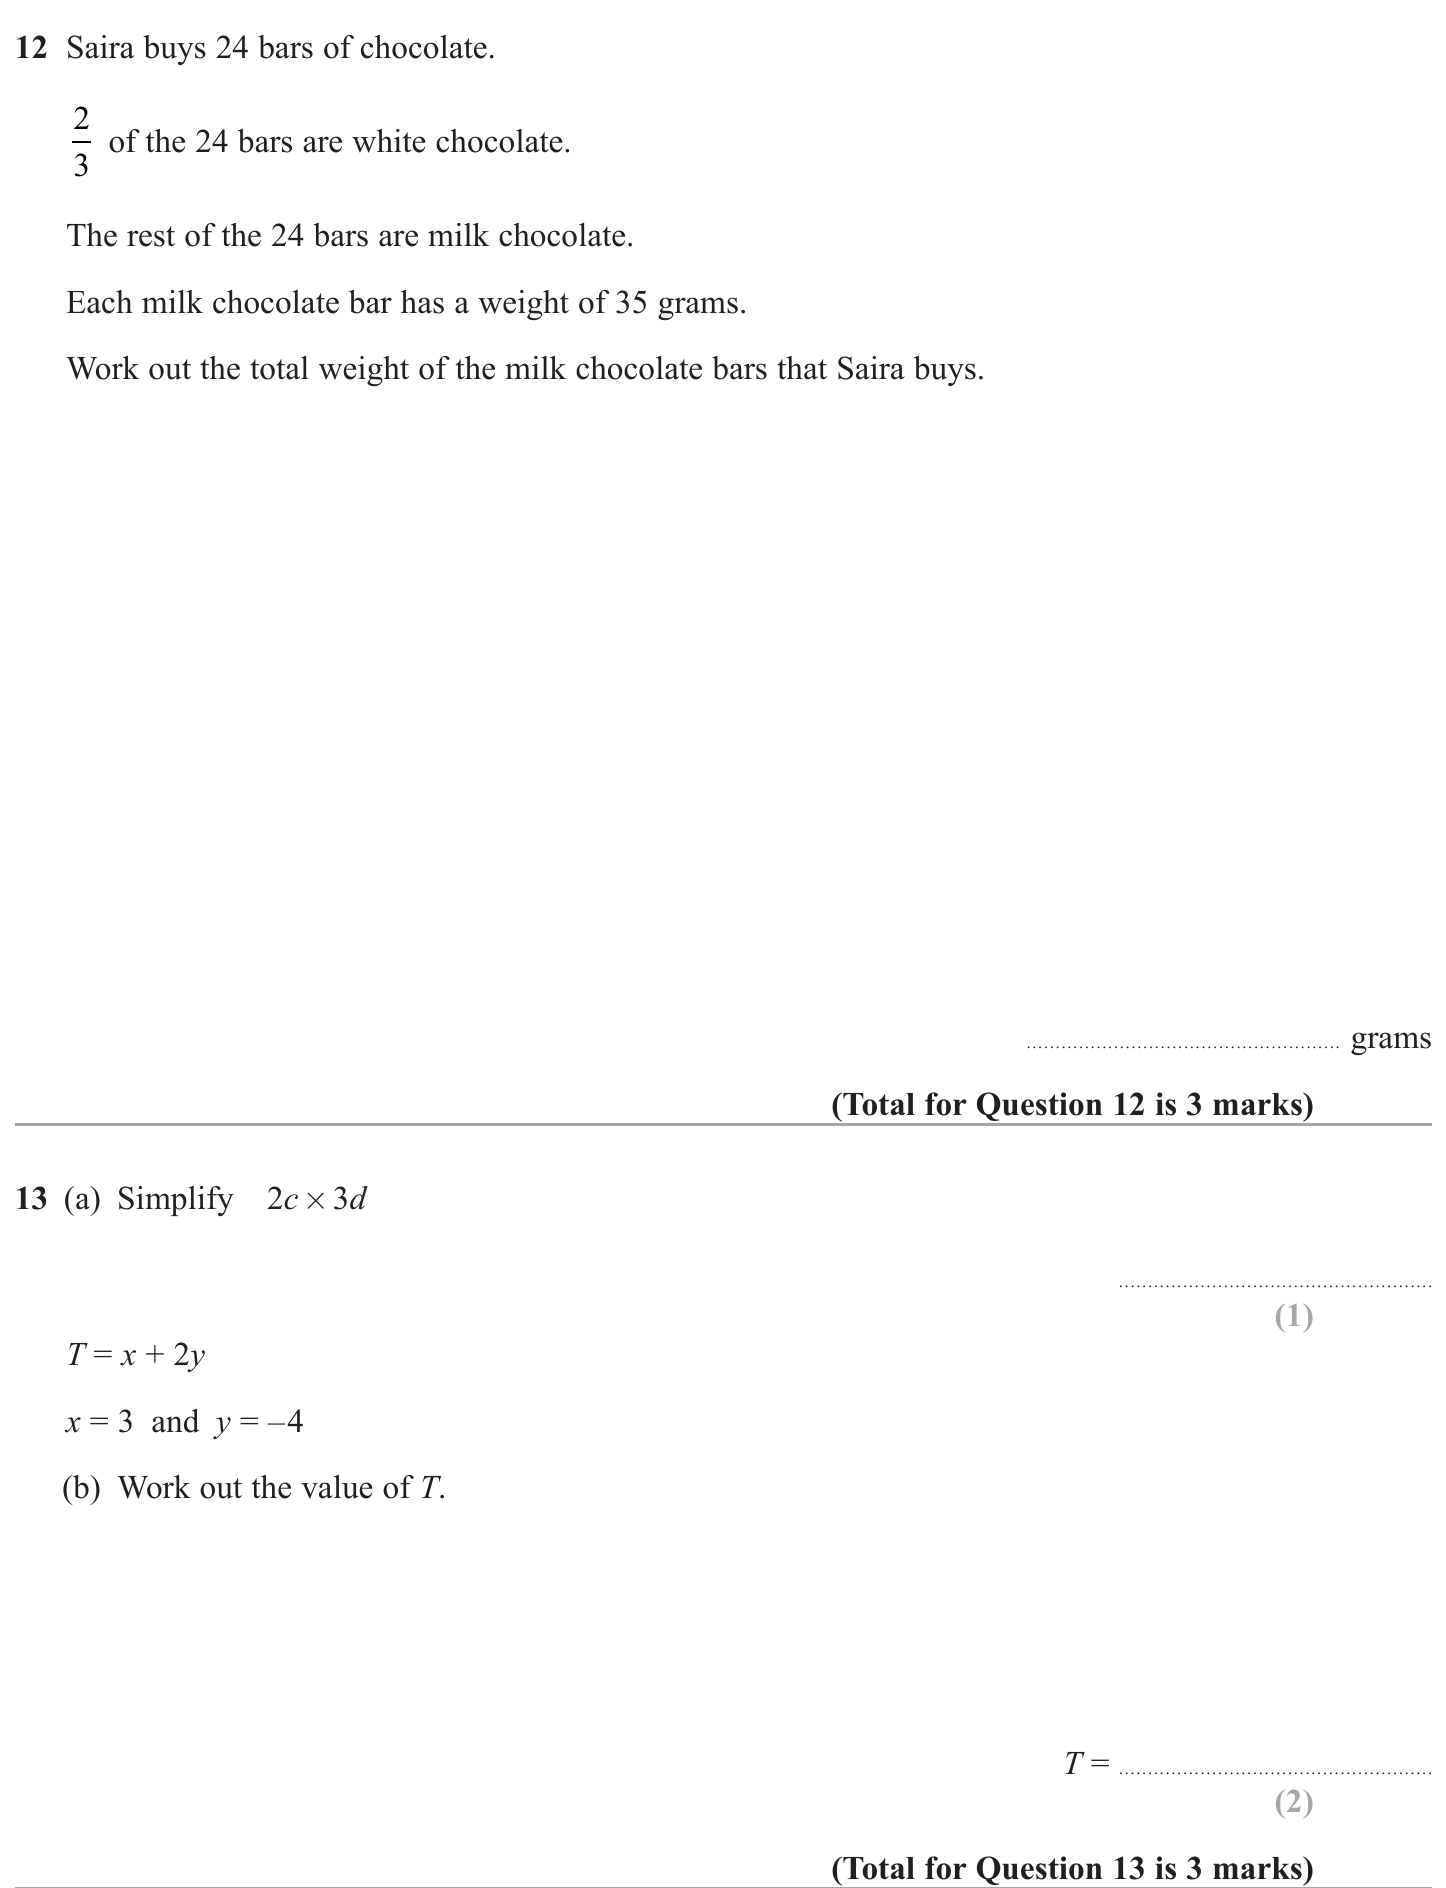 12 Saira buys 24 bars of chocolate.
2/3 of the 24 bars are white chocolate.
The rest of the 24 bars are milk chocolate.
Each milk chocolate bar has a weight of 35 grams.
Work out the total weight of the milk chocolate bars that Saira buys.
...................................................... grams
(Total for Question 12 is 3 marks)
13 (a) Simplify 2c × 3d
......................................................
(1)
T = x + 2y
x = 3 and y = –4
(b) Work out the value of T.
T = ......................................................
(2)
(Total for Question 13 is 3 marks)